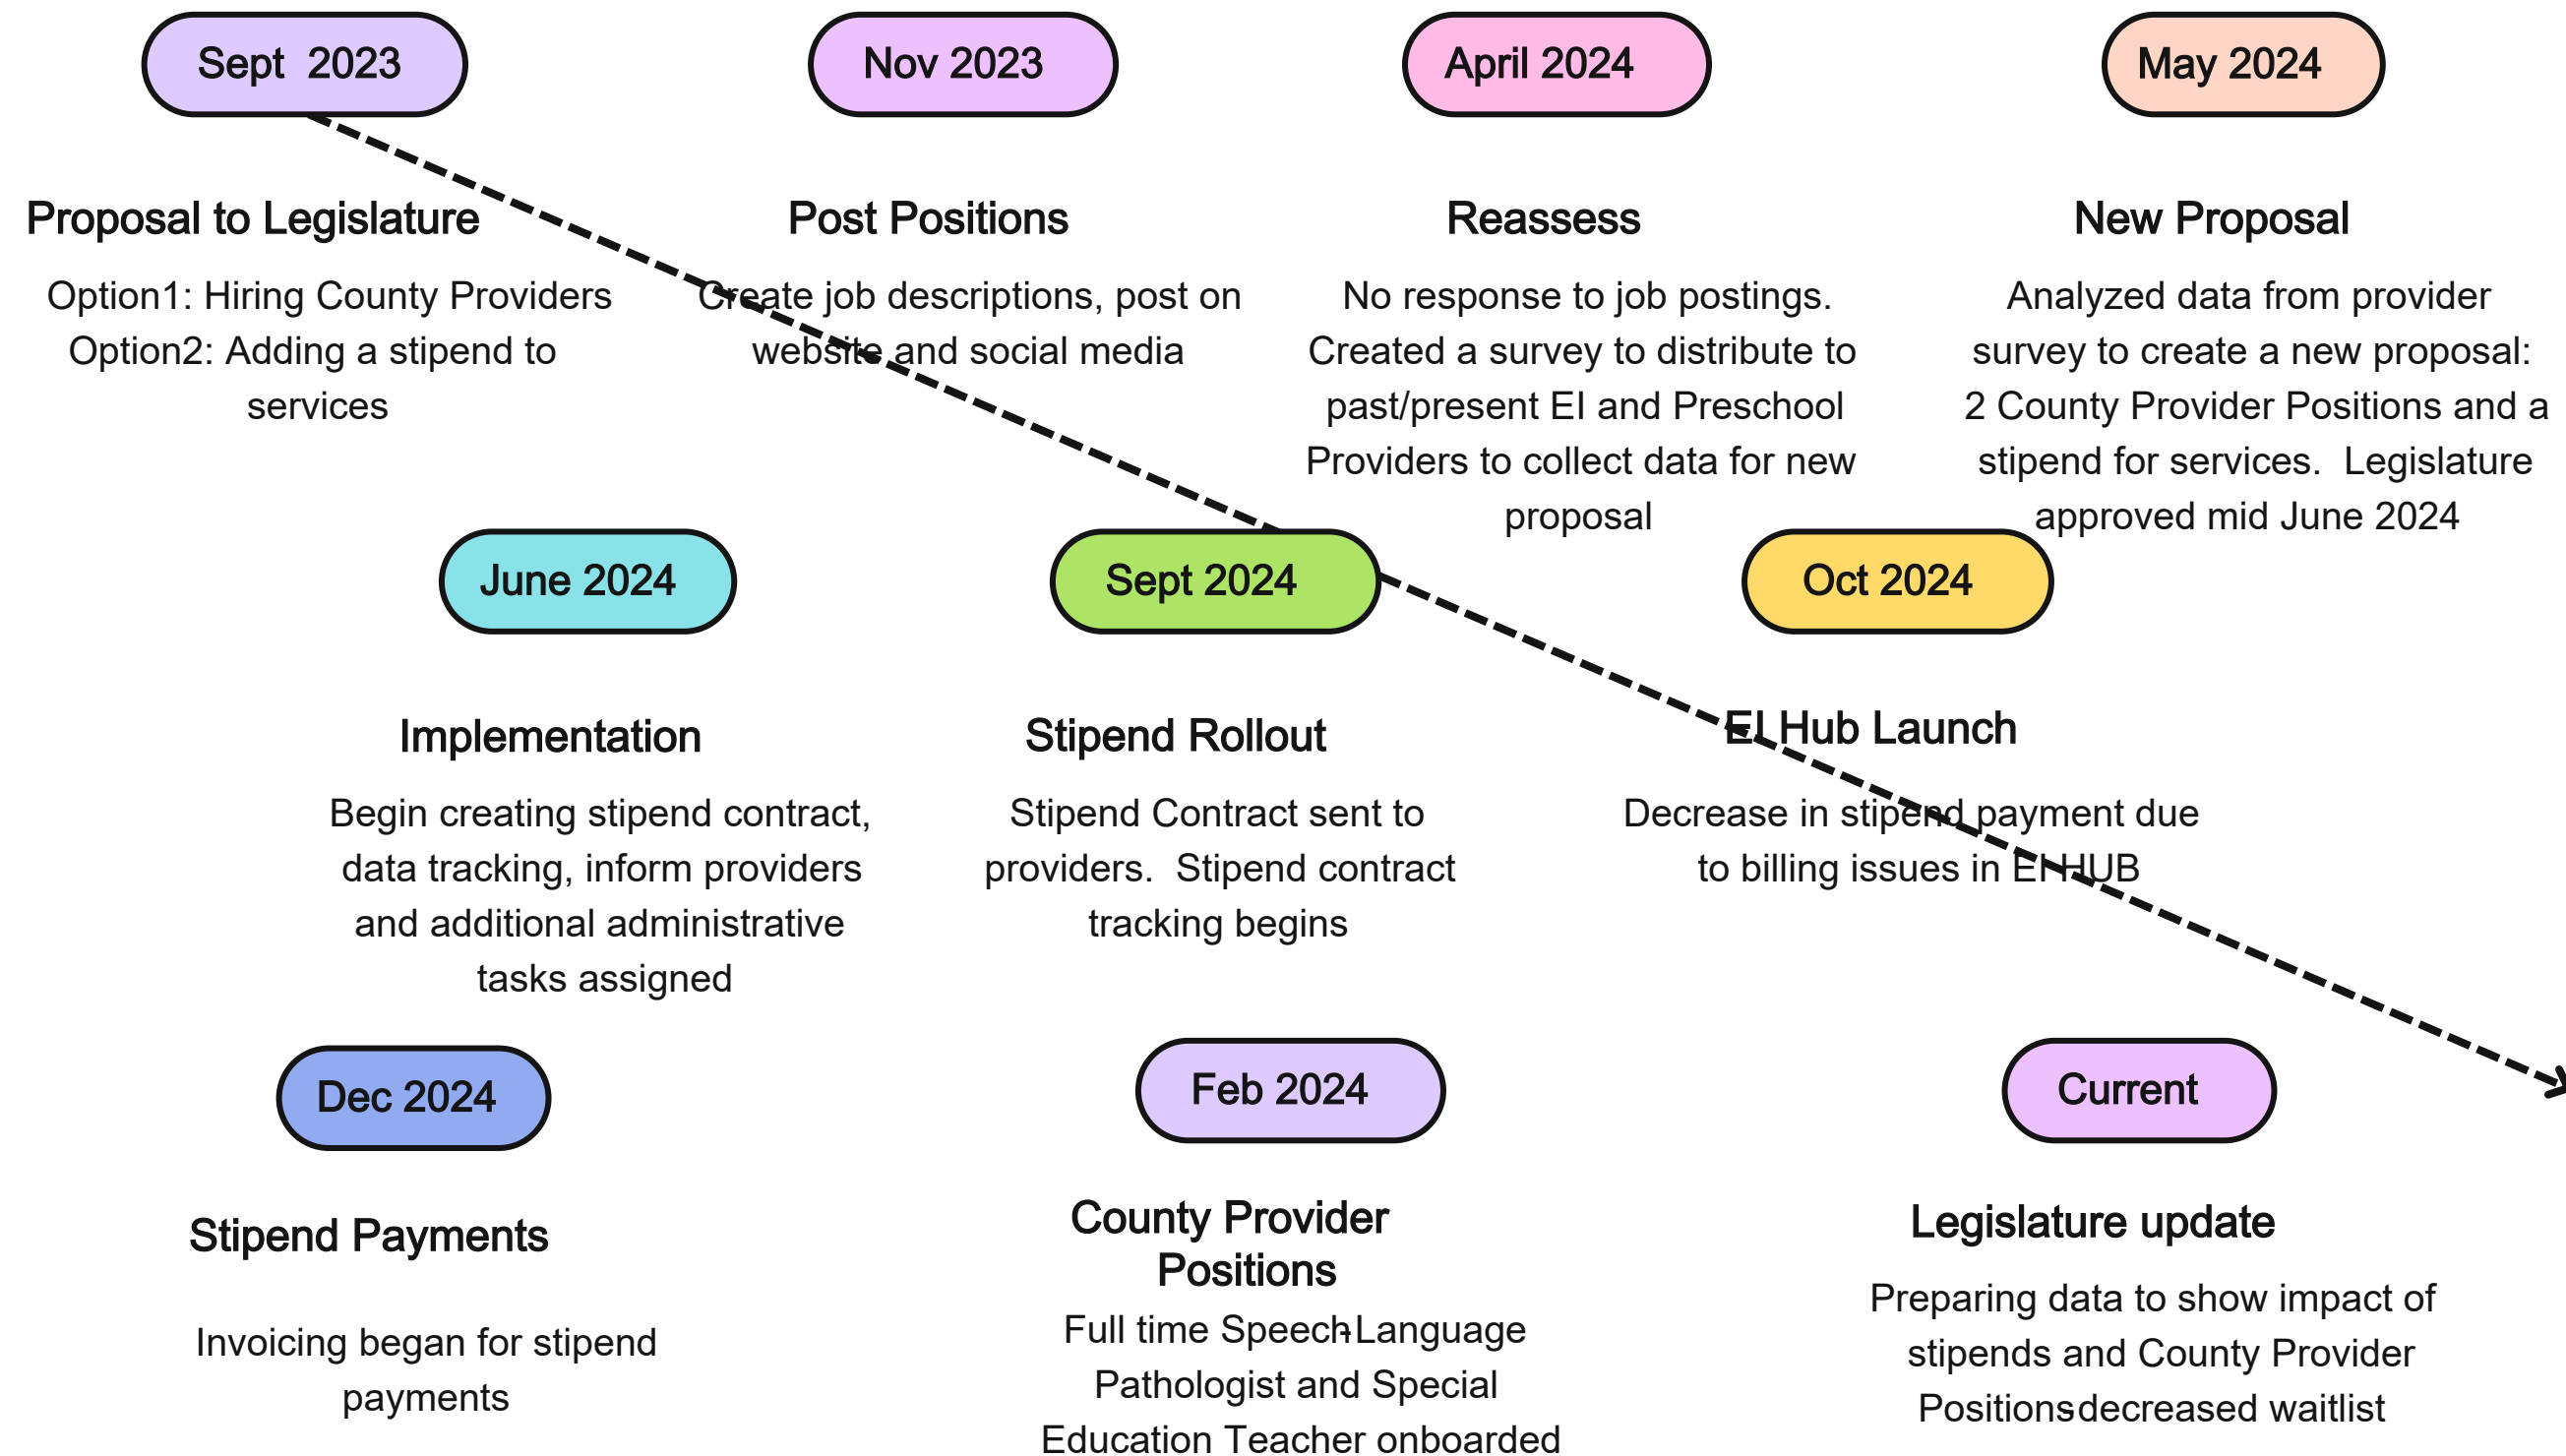 Sept  2023
Proposal to Legislature
Option1: Hiring County Providers
Option2: Adding a stipend to
services
Nov 2023
Post Positions
Create job descriptions, post on
website and social media
April 2024
Reassess
No response to job postings.
Created a survey to distribute to
past/present EI and Preschool
Providers to collect data for new
proposal
May 2024
New Proposal
Analyzed data from provider
survey to create a new proposal:
2 County Provider Positions and a
stipend for services.  Legislature
approved mid June 2024
June 2024
Implementation
Begin creating stipend contract,
data tracking, inform providers
and additional administrative
tasks assigned
Sept 2024
Stipend Rollout
Stipend Contract sent to
providers.  Stipend contract
tracking begins
Oct 2024
EI Hub Launch
Decrease in stipend payment due
to billing issues in EI HUB
Dec 2024
Stipend Payments
Invoicing began for stipend
payments
Feb 2024
County Provider
Positions
Full time Speech-Language
Pathologist and Special
Education Teacher onboarded
Current
Legislature update
Preparing data to show impact of
stipends and County Provider
Positions-decreased waitlist